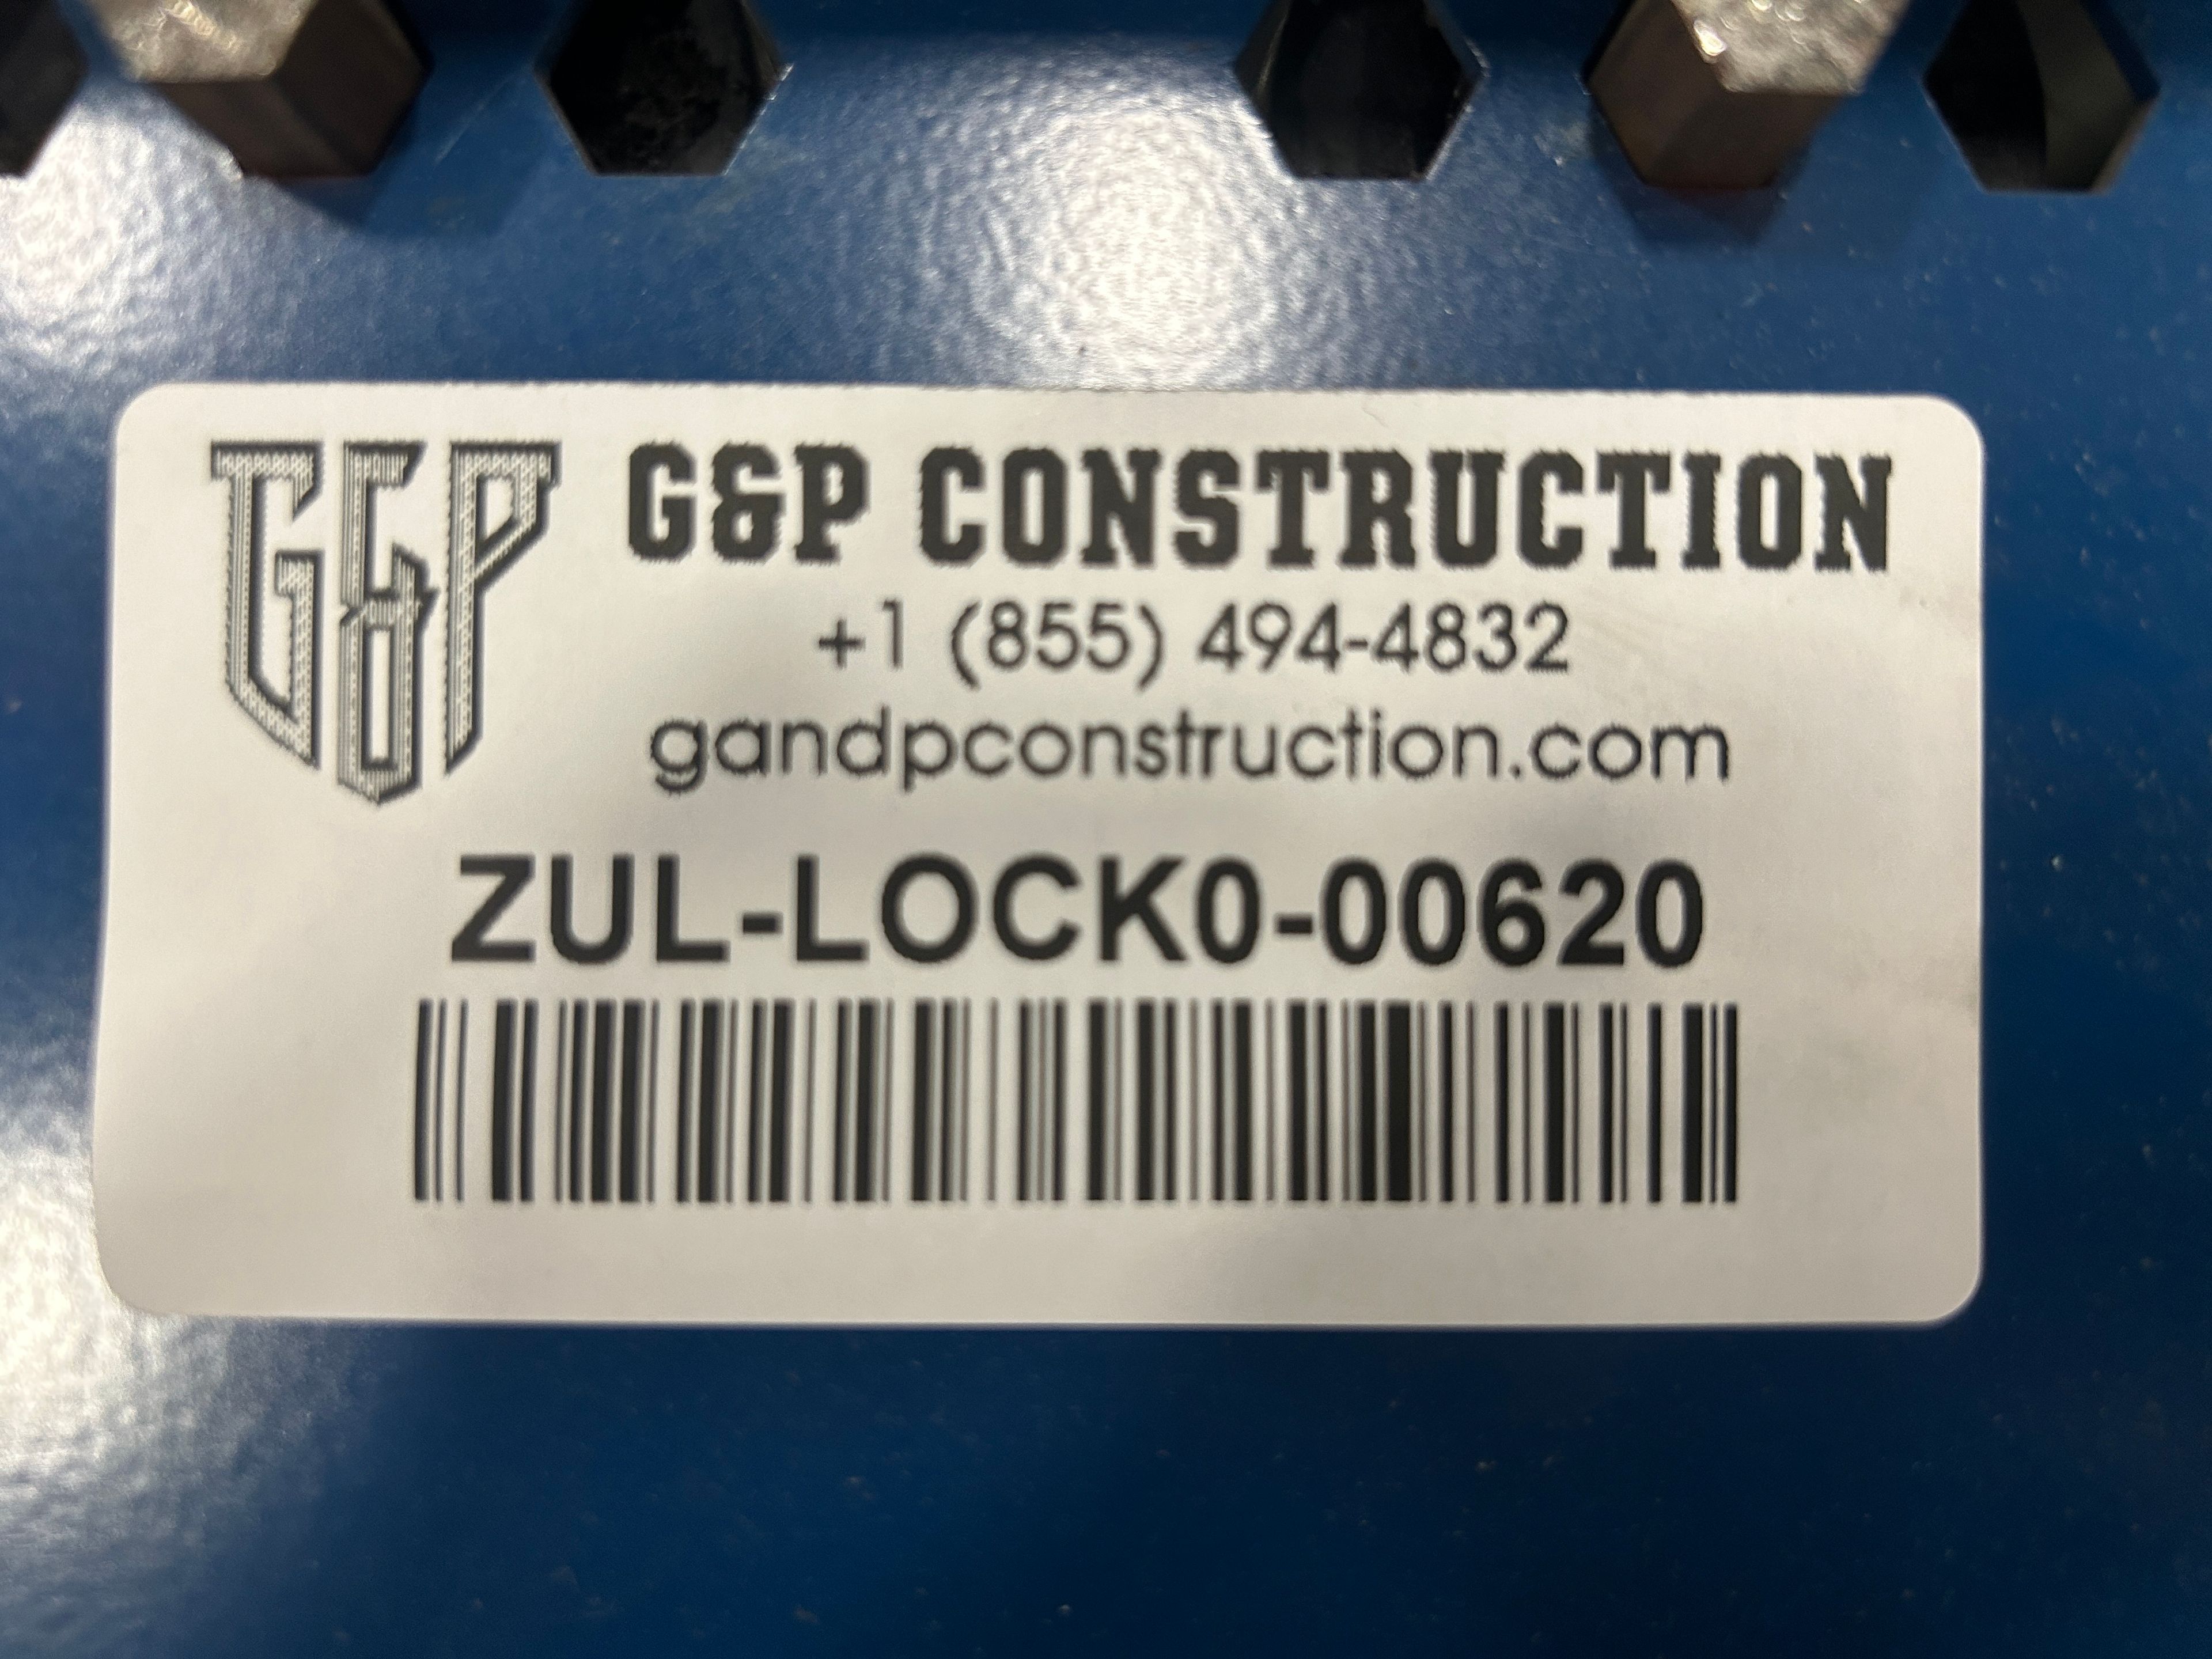 G&P
G&P CONSTRUCTION
+1 (855) 494-4832
gandpconstruction.com
ZUL-LOCK0-00620